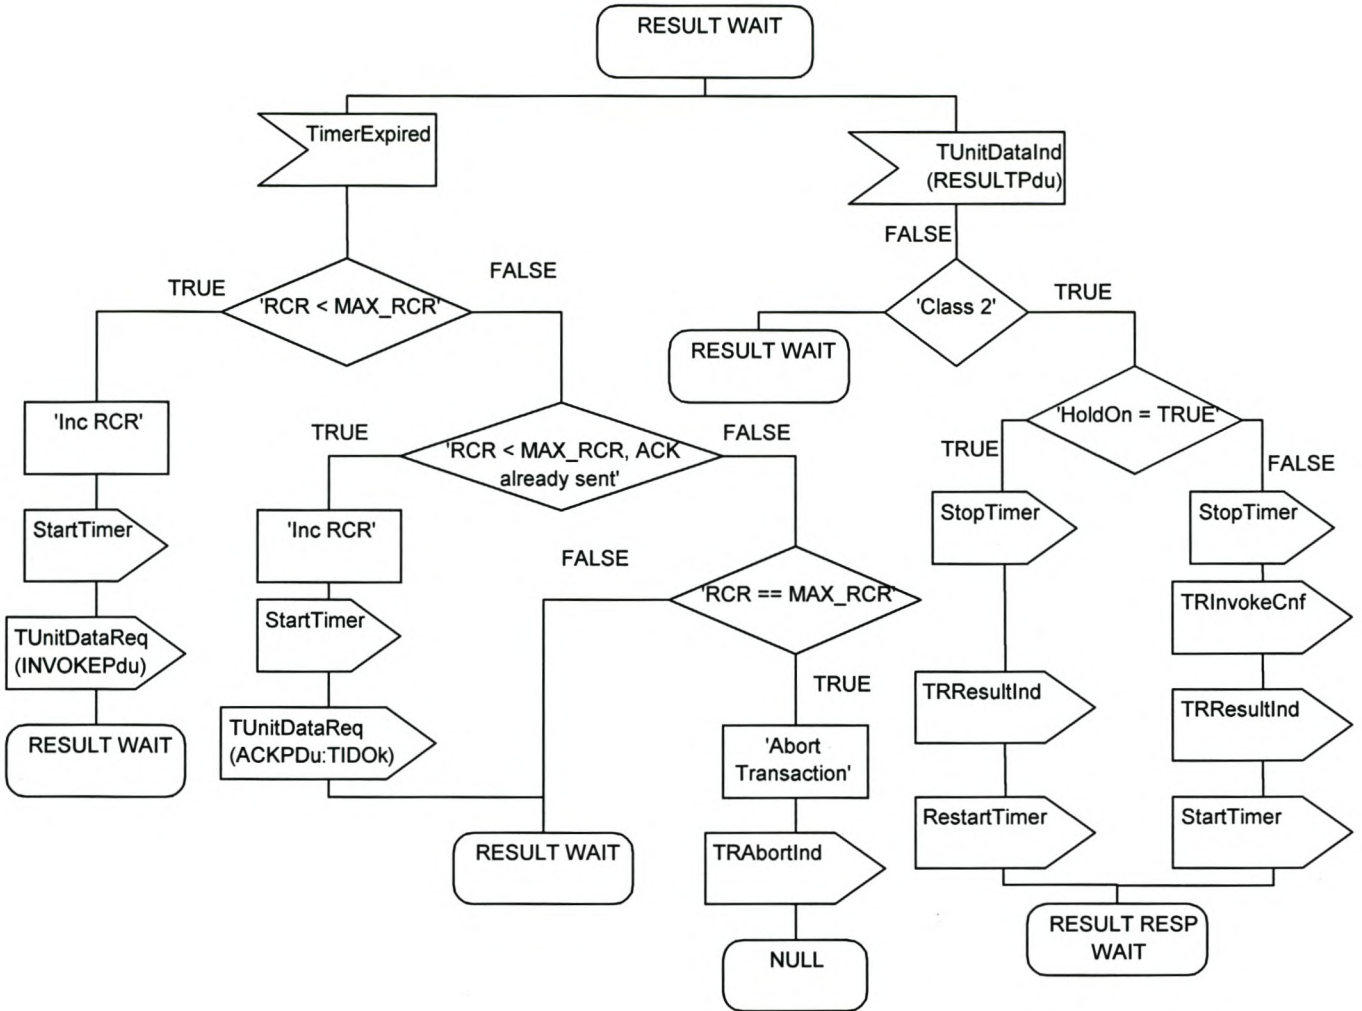 RESULT WAIT
TimerExpired
TUnitDataInd
(RESULTPdu)
FALSE
TRUE
'RCR < MAX_RCR'
FALSE
'Class 2'
TRUE
RESULT WAIT
'Inc RCR'
TRUE
'RCR < MAX_RCR, ACK
already sent'
FALSE
'HoldOn = TRUE'
TRUE
FALSE
StartTimer
'Inc RCR'
StopTimer
StopTimer
FALSE
'RCR == MAX_RCR'
TRInvokeCnf
TUnitDataReq
(INVOKEPdu)
StartTimer
TRUE
TRResultInd
TRResultInd
RESULT WAIT
TUnitDataReq
(ACKPDu:TIDOk)
'Abort
Transaction'
RestartTimer
StartTimer
RESULT WAIT
TRAbortInd
RESULT RESP
WAIT
NULL